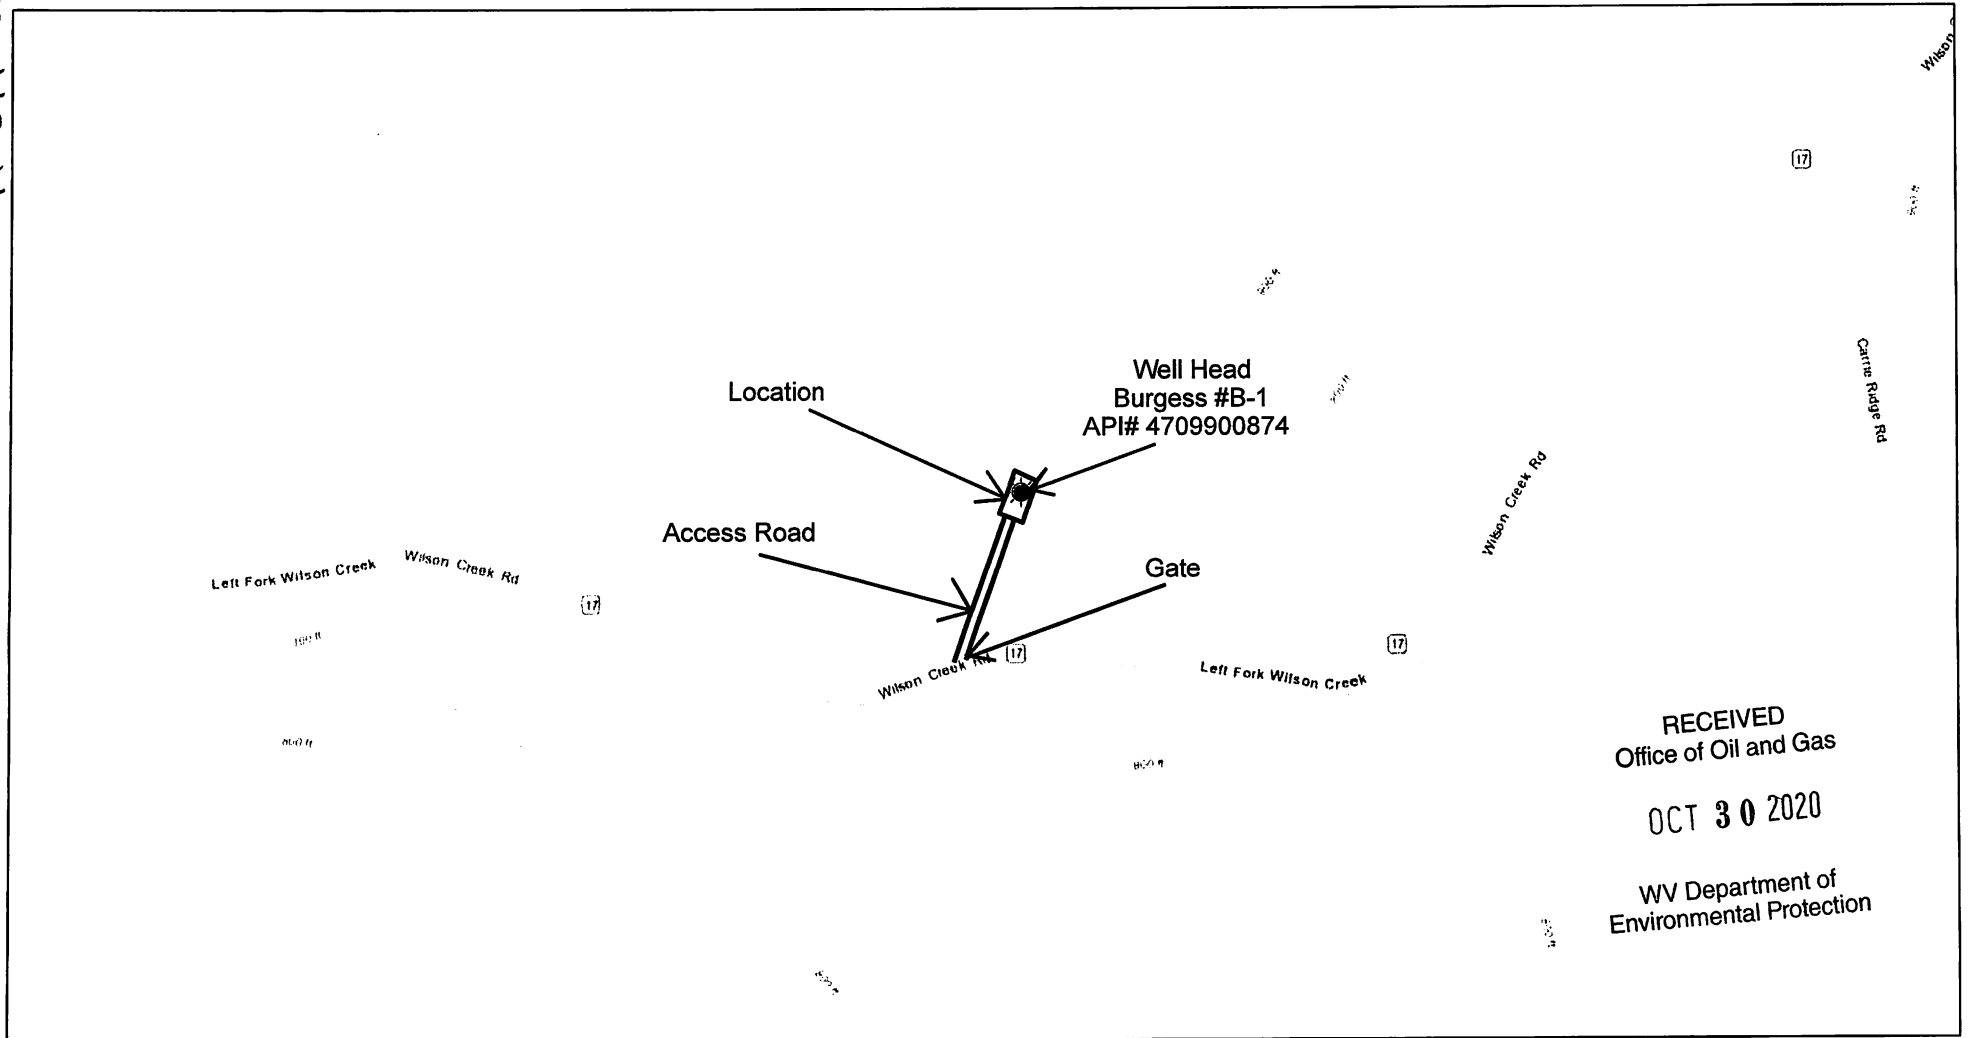 Wilson
17
Carrie Ridge Rd
Well Head
Burgess #B-1
API# 4709900874
Location
Wilson Creek Rd
Access Road
Gate
Left Fork Wilson Creek
Wilson Creek Rd
17
17
Wilson Creek Rd
17
Left Fork Wilson Creek
RECEIVED
Office of Oil and Gas
OCT 30 2020
WV Department of
Environmental Protection